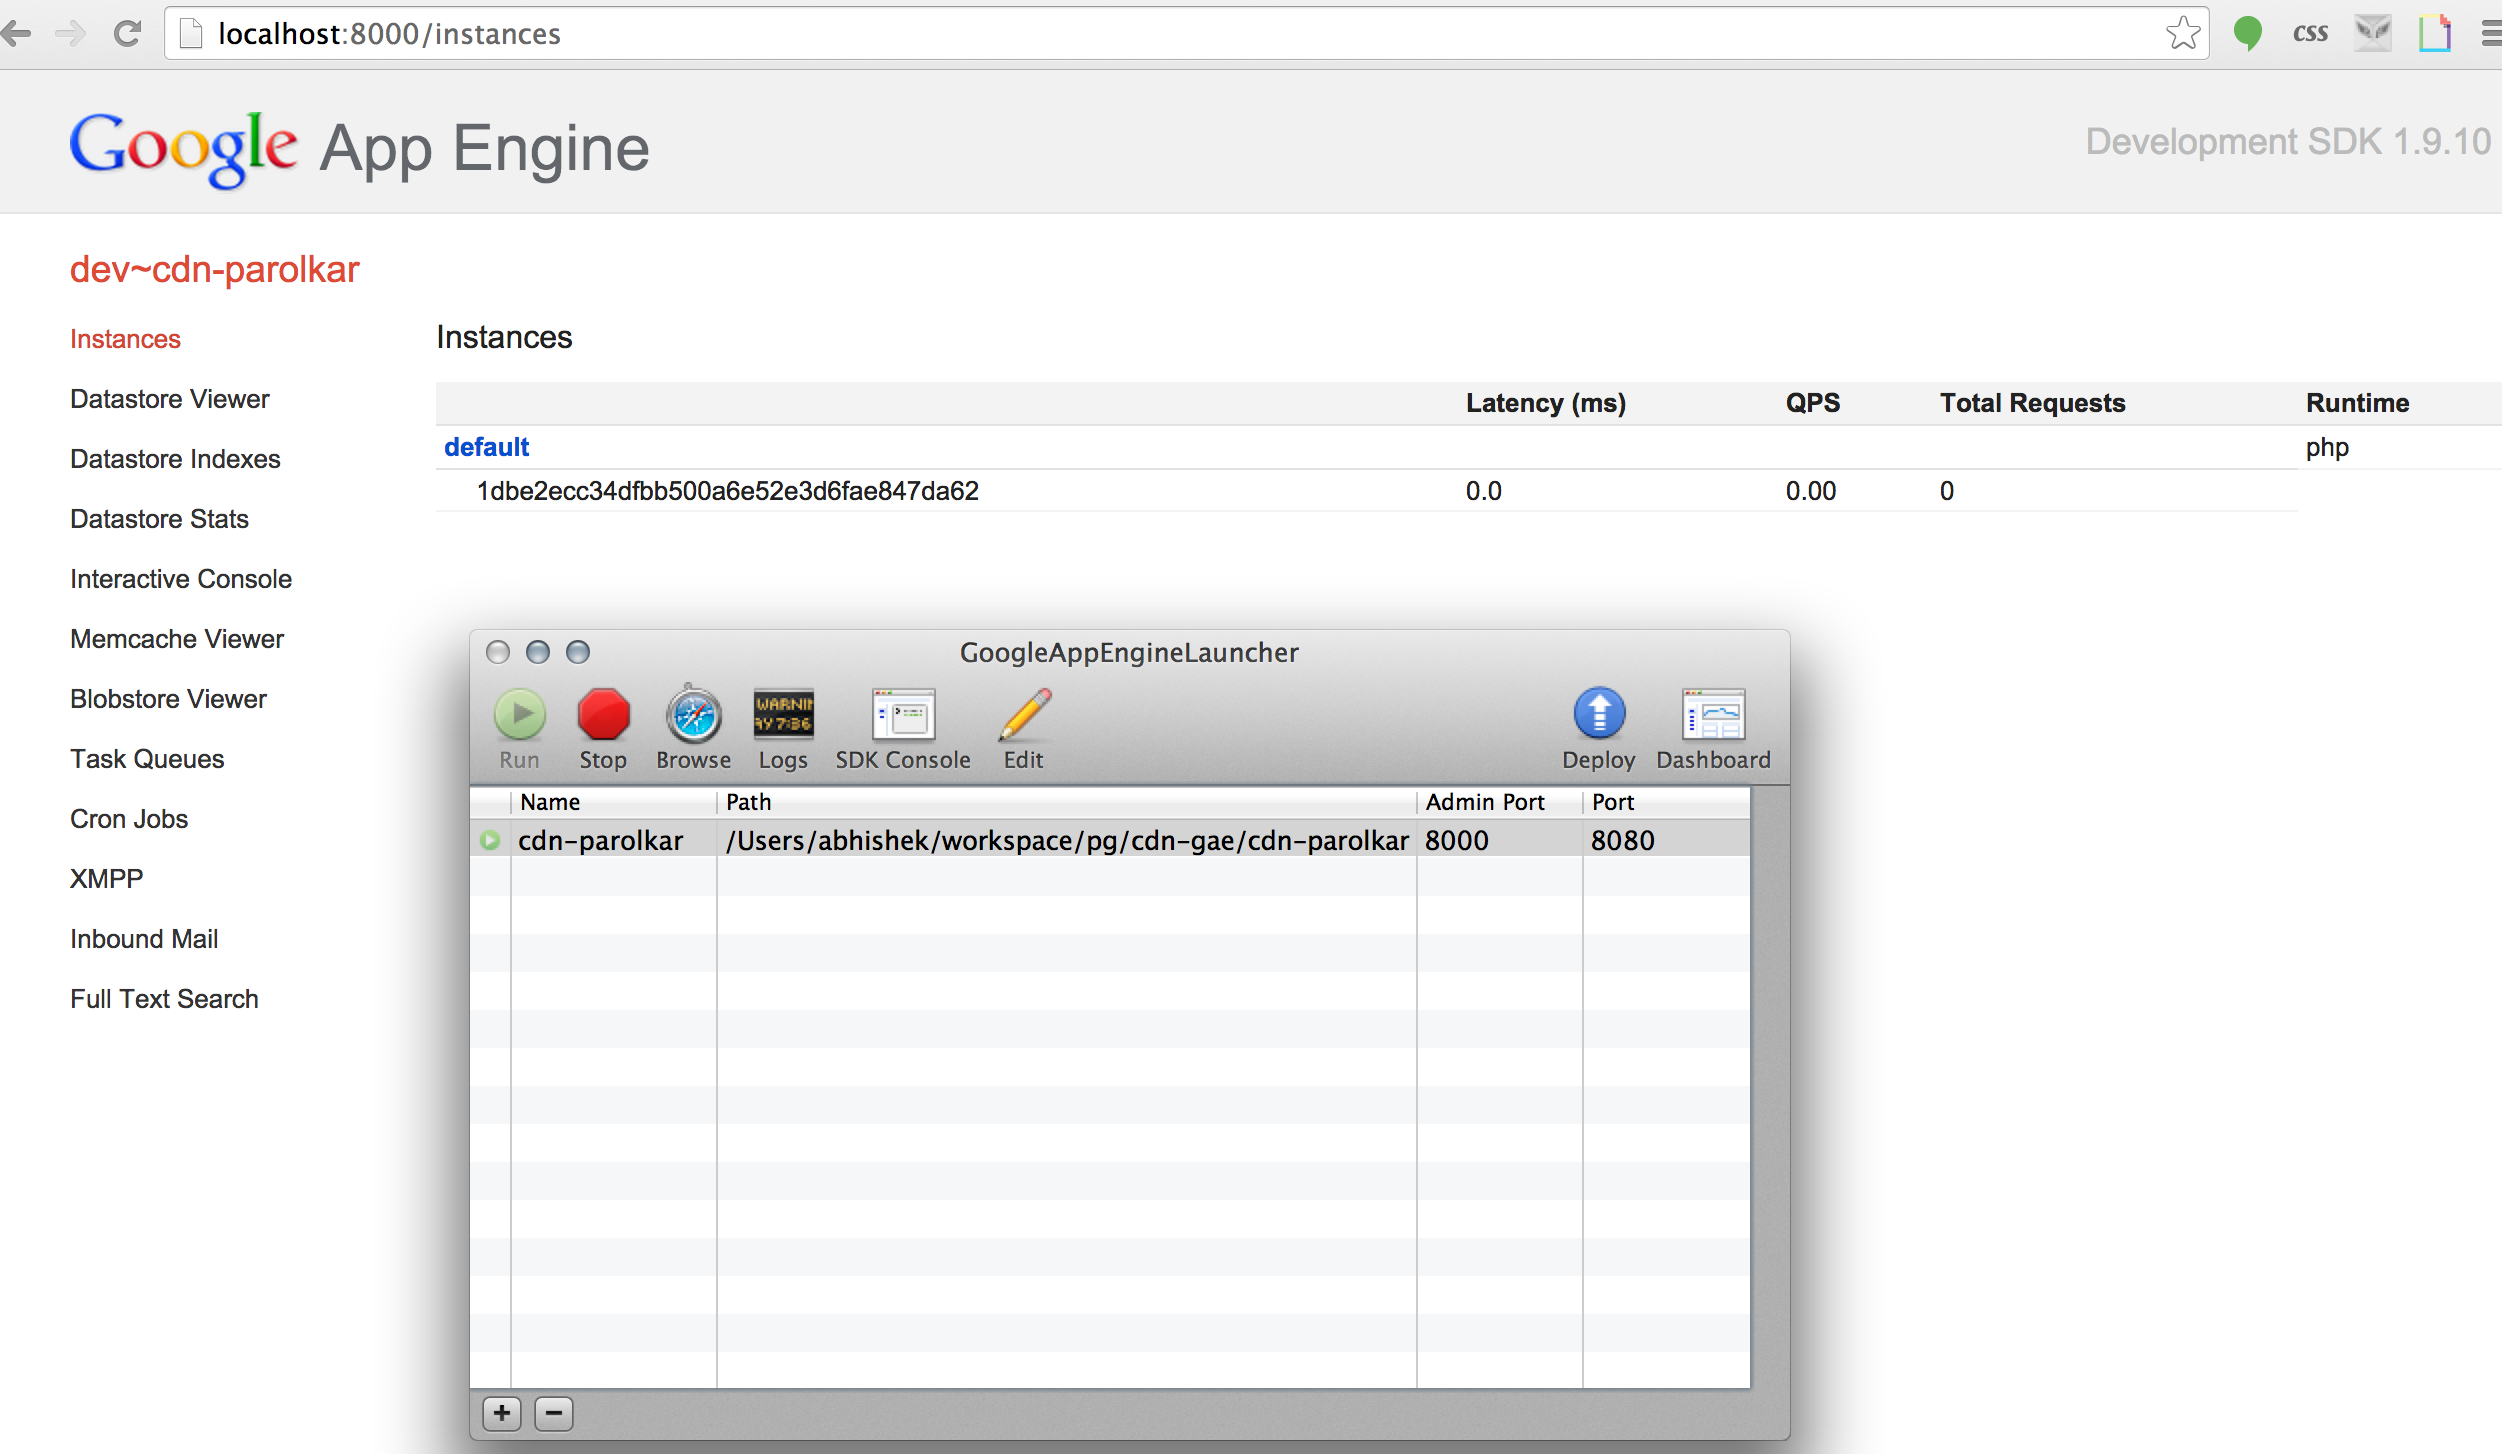 localhost:8000/instances
css
Google App Engine
Development SDK 1.9.10
dev~cdn-parolkar
Instances
Datastore Viewer
Datastore Indexes
Datastore Stats
Interactive Console
Memcache Viewer
Blobstore Viewer
Task Queues
Cron Jobs
XMPP
Inbound Mail
Full Text Search
Instances
Latency (ms) QPS Total Requests Runtime
default php
1dbe2ecc34dfbb500a6e52e3d6fae847da62 0.0 0.00 0
GoogleAppEngineLauncher
WARNIN
AY 7:36
Run Stop Browse Logs SDK Console Edit Deploy Dashboard
Name Path Admin Port Port
cdn-parolkar /Users/abhishek/workspace/pg/cdn-gae/cdn-parolkar 8000 8080